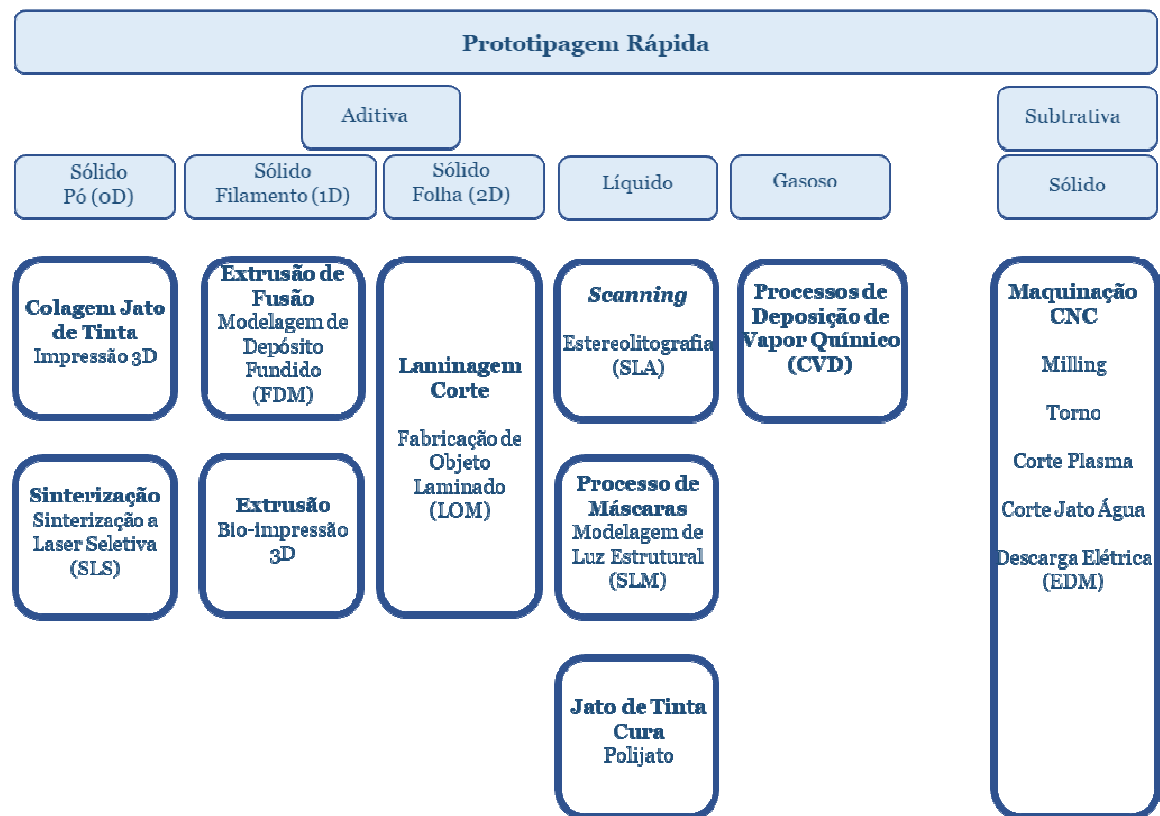 Prototipagem Rápida
Aditiva
Subtrativa
Sólido
Pó (0D)
Sólido
Filamento (1D)
Sólido
Folha (2D)
Líquido
Gasoso
Sólido
Colagem Jato
de Tinta
Impressão 3D
Extrusão de
Fusão
Modelagem de
Depósito
Fundido
(FDM)
Laminagem
Corte
Fabricação de
Objeto
Laminado
(LOM)
Scanning
Estereolitografia
(SLA)
Processos de
Deposição de
Vapor Químico
(CVD)
Maquinação
CNC
Milling
Torno
Corte Plasma
Corte Jato Água
Descarga Elétrica
(EDM)
Sinterização
Sinterização a
Laser Seletiva
(SLS)
Extrusão
Bio-impressão
3D
Processo de
Máscaras
Modelagem de
Luz Estrutural
(SLM)
Jato de Tinta
Cura
Polijato